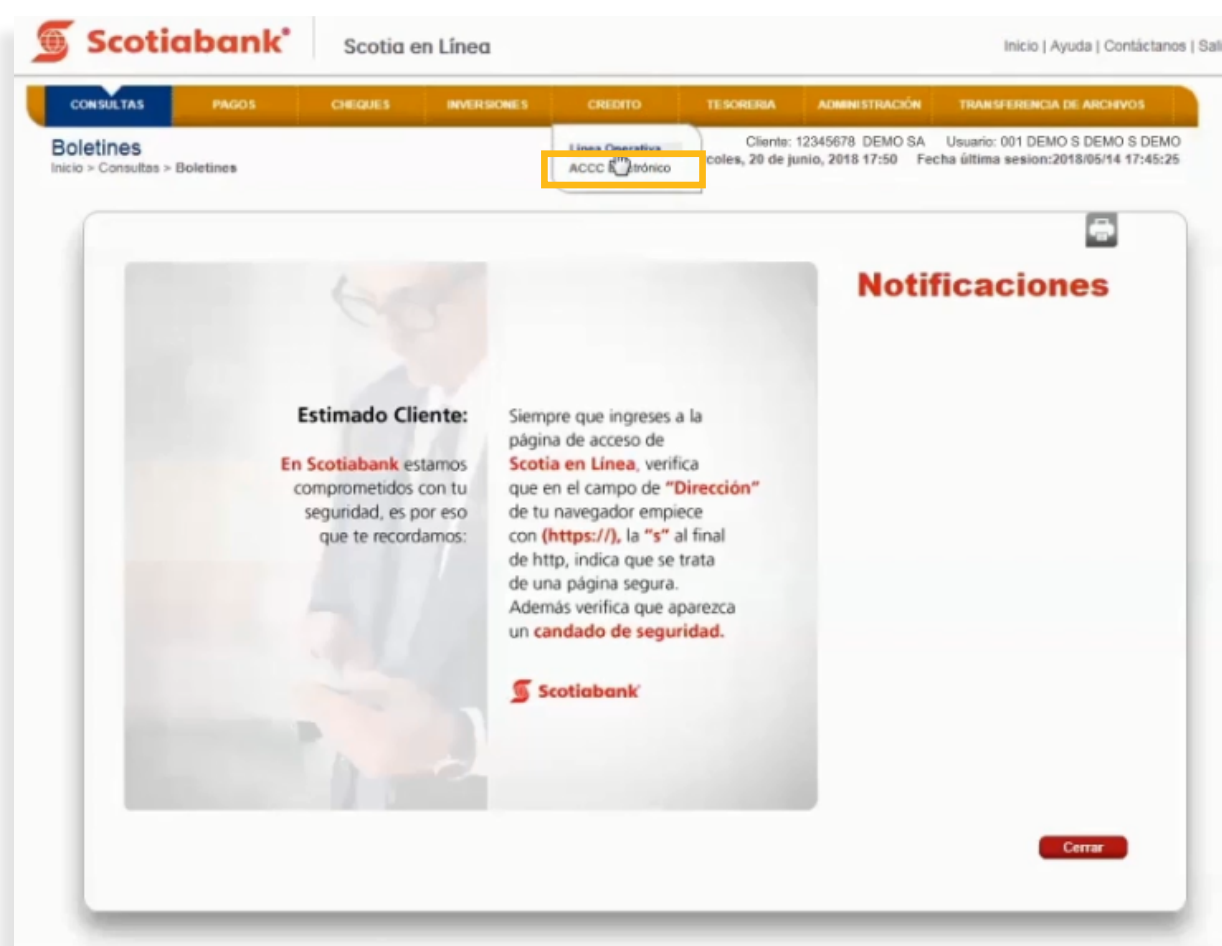 Scotiabank
Scotia en Línea
Inicio | Ayuda | Contáctanos |
CONSULTAS PAGOS CHEQUES INVERSIONES CREDITO TESORERIA ADMINISTRACIÓN TRANSFERENCIA DE ARCHIVOS
Boletines
Inicio > Consultas > Boletines
Línea Operativa
ACCC
Cliente: 12345678 DEMO SA Usuario: 001 DEMO S DEMO S DEMO
coles, 20 de junio, 2018 17:50 Fecha última sesion:2018/05/14 17:45:25
Notificaciones
Estimado Cliente:
En Scotiabank estamos
comprometidos con tu
seguridad, es por eso
que te recordamos:
Siempre que ingreses a la
página de acceso de
Scotia en Línea, verifica
que en el campo de "Dirección"
de tu navegador empiece
con (https://), la "s" al final
de http, indica que se trata
de una página segura.
Además verifica que aparezca
un candado de seguridad.
Scotiabank
Cerrar